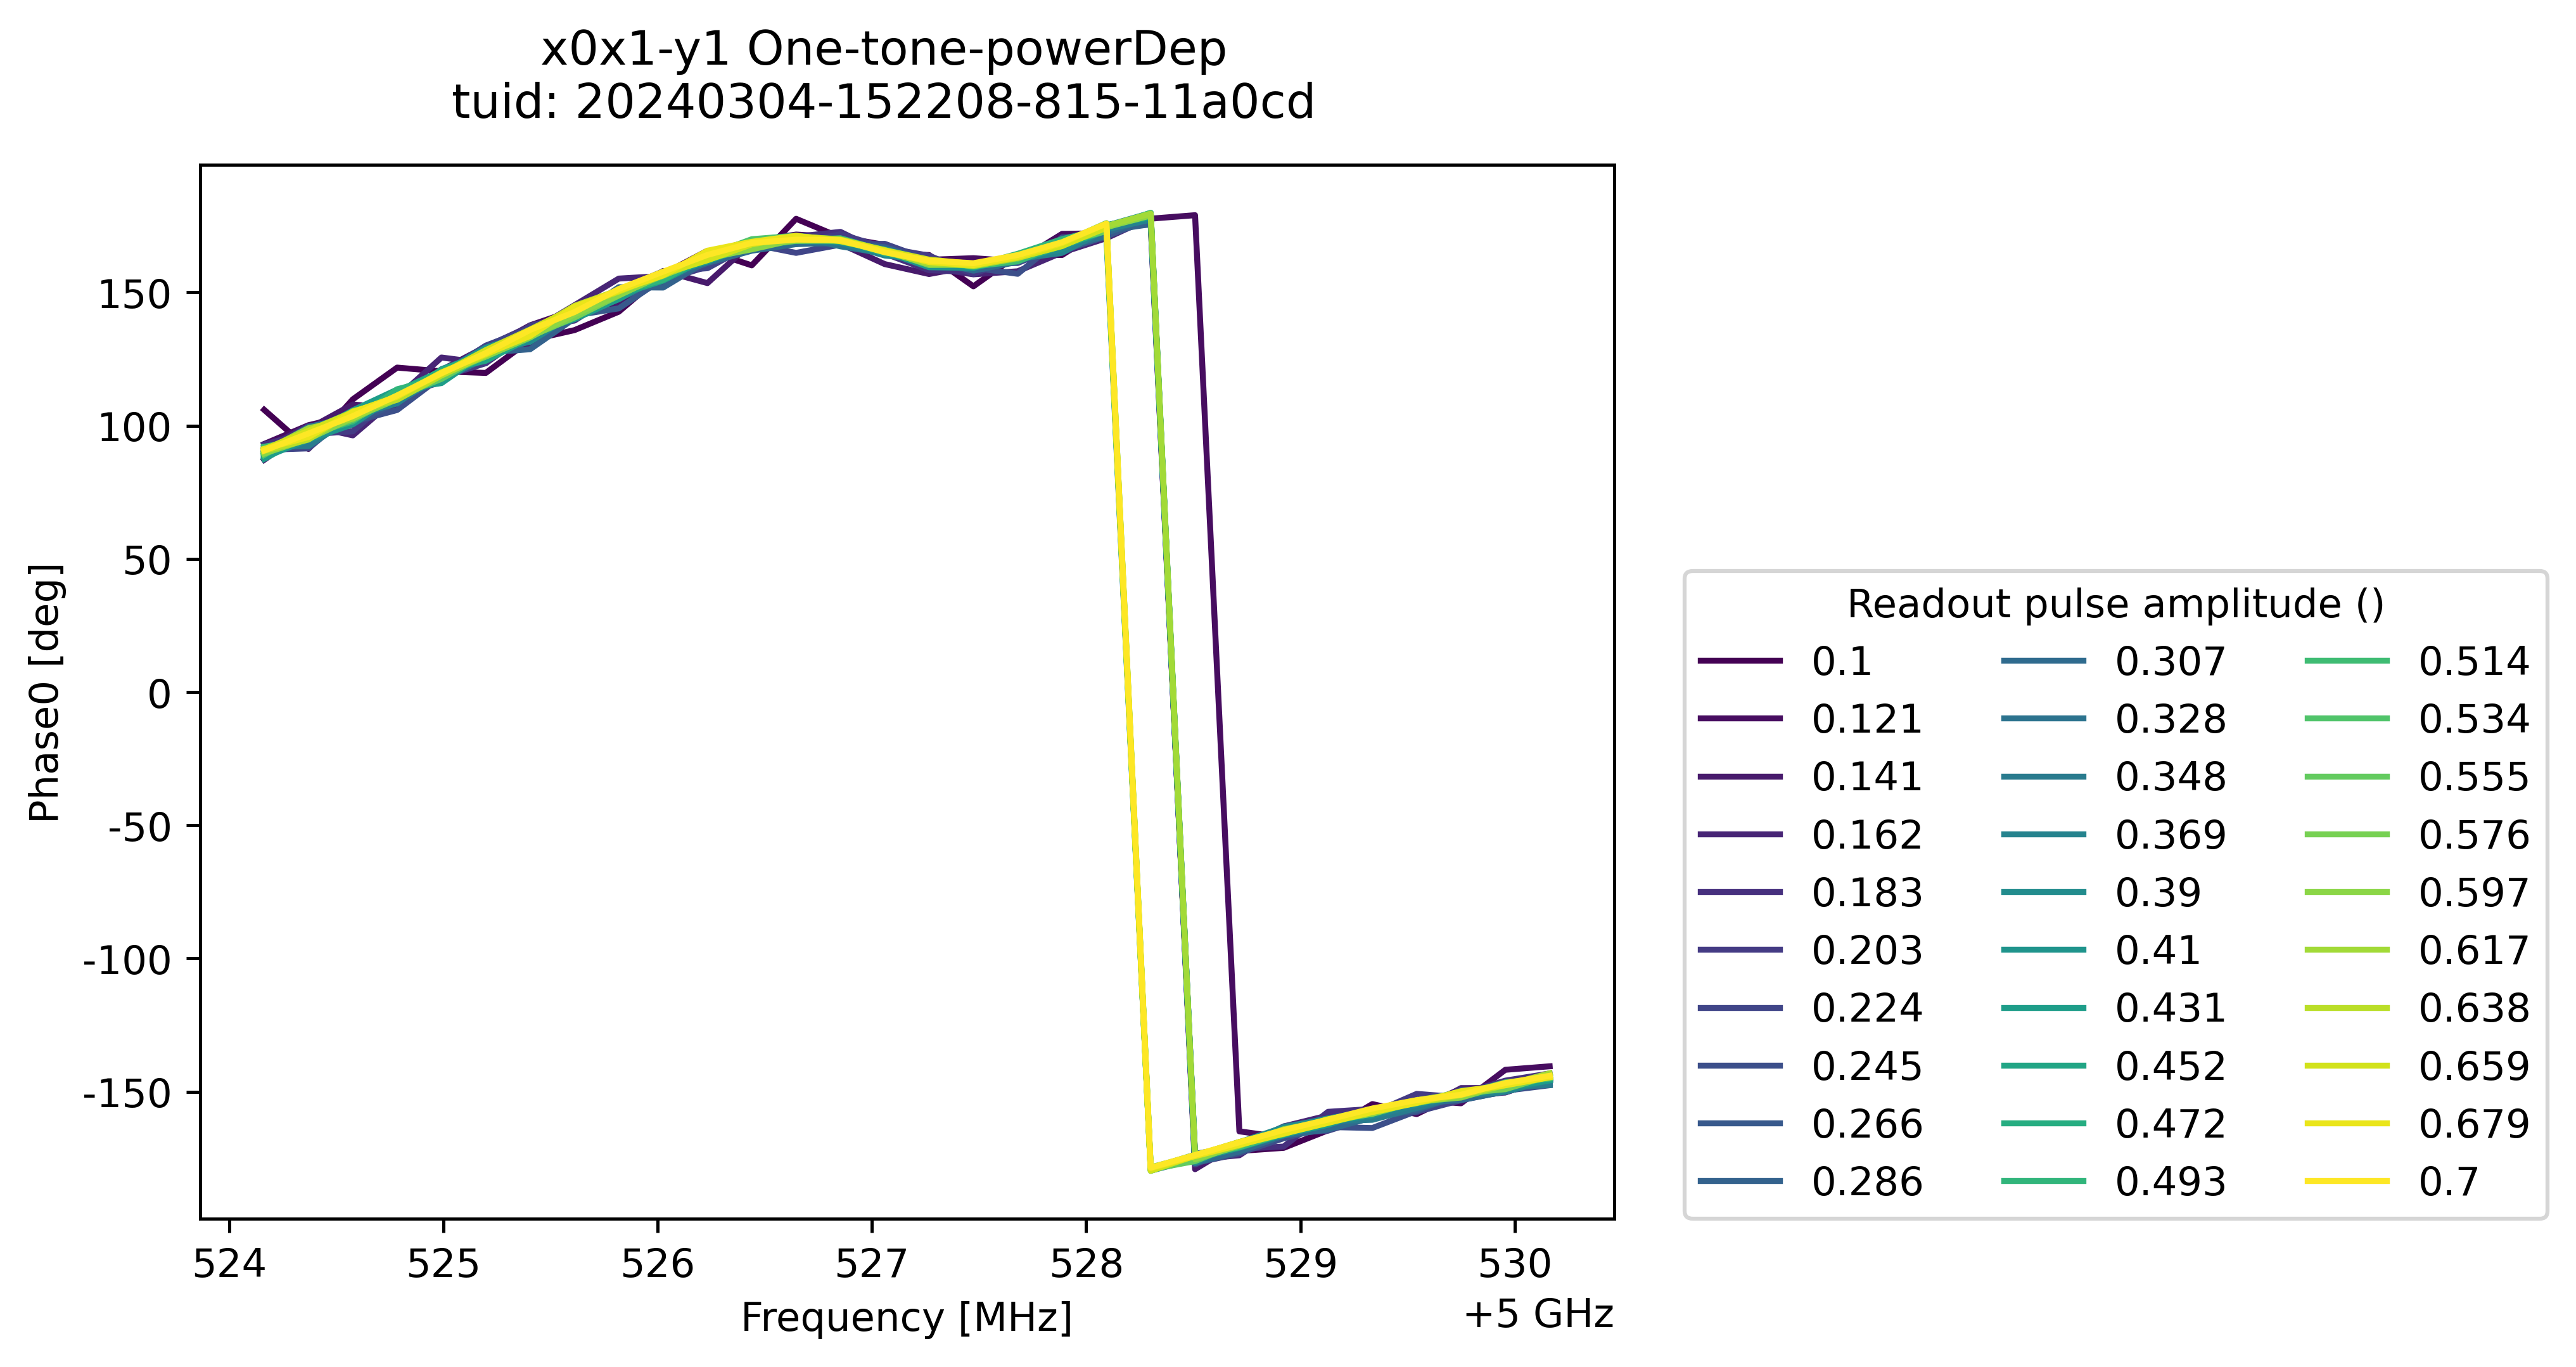 x0x1-y1 One-tone-powerDep
tuid: 20240304-152208-815-11a0cd
Phase0 [deg]
150
100
50
0
-50
-100
-150
524 525 526 527 528 529 530
Frequency [MHz]
+5 GHz
Readout pulse amplitude ()
0.1 0.307 0.514
0.121 0.328 0.534
0.141 0.348 0.555
0.162 0.369 0.576
0.183 0.39 0.597
0.203 0.41 0.617
0.224 0.431 0.638
0.245 0.452 0.659
0.266 0.472 0.679
0.286 0.493 0.7